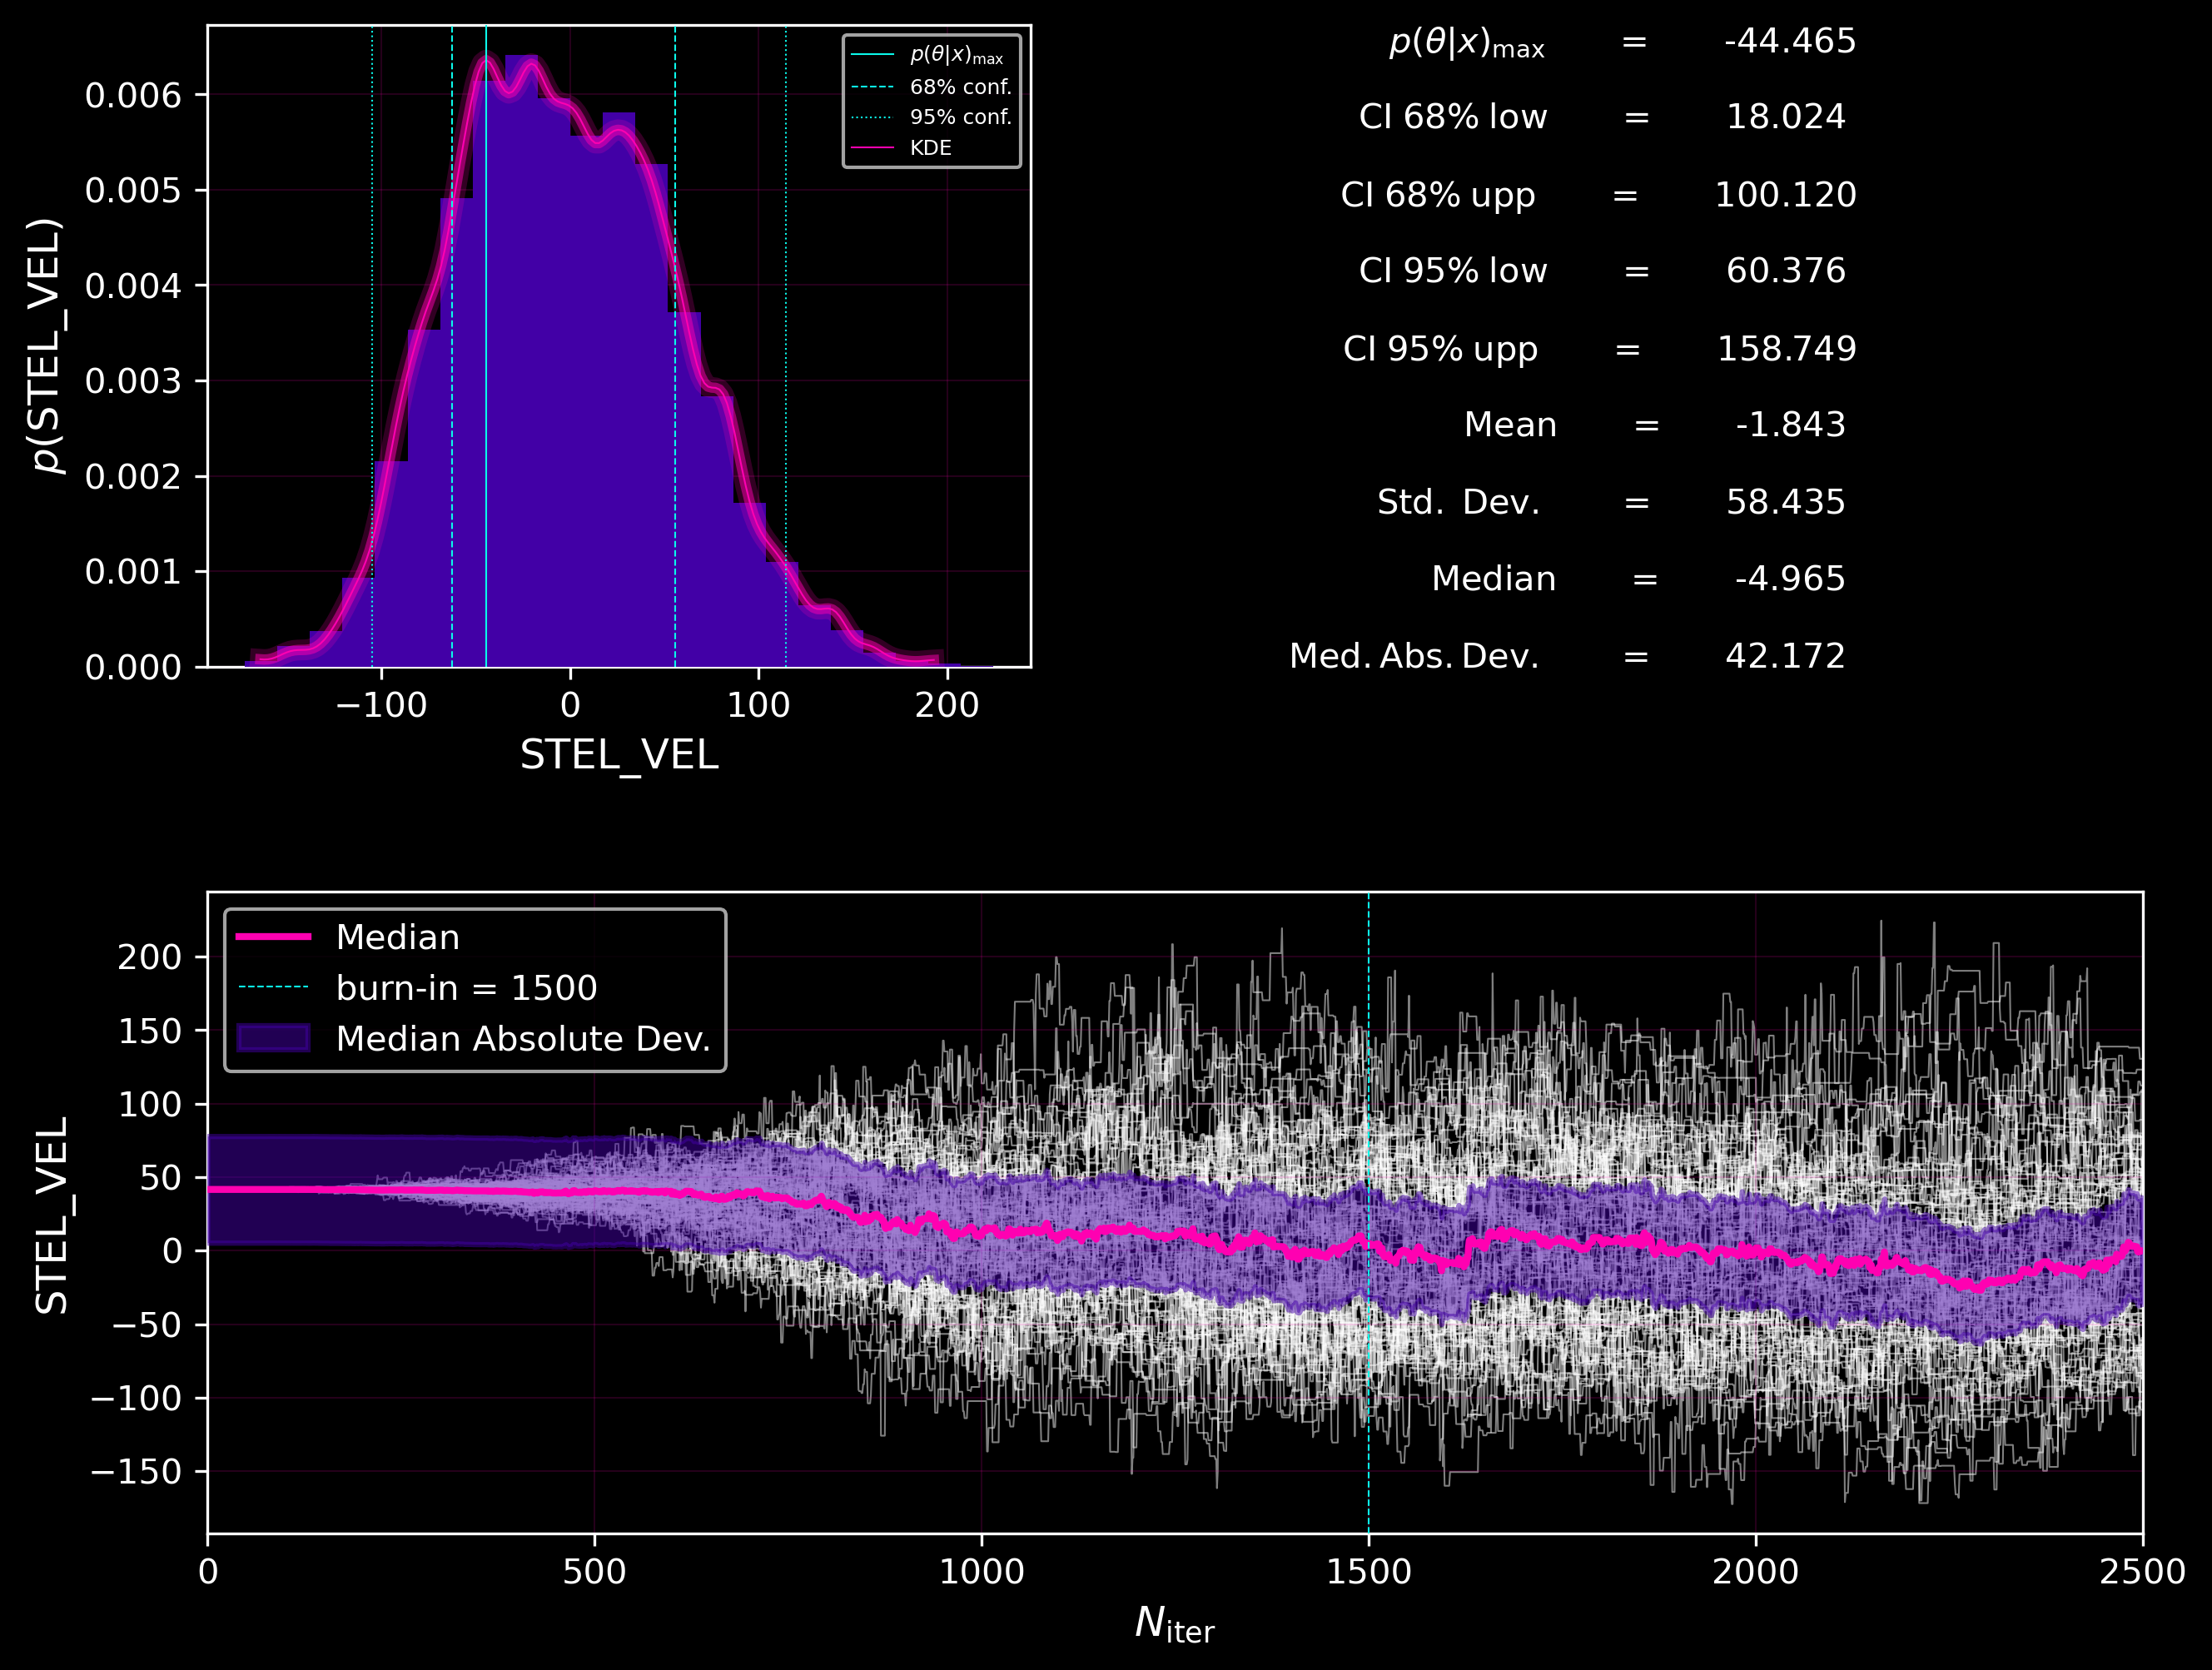 p(θ|x)max
68% conf.
95% conf.
KDE
0.006
0.005
0.004
0.003
0.002
0.001
0.000
p(STEL_VEL)
−100 0 100 200
STEL_VEL
p(θ|x)max = -44.465
CI 68% low = 18.024
CI 68% upp = 100.120
CI 95% low = 60.376
CI 95% upp = 158.749
Mean = -1.843
Std. Dev. = 58.435
Median = -4.965
Med. Abs. Dev. = 42.172
Median
burn-in = 1500
Median Absolute Dev.
200
150
100
50
0
−50
−100
−150
STEL_VEL
0 500 1000 1500 2000 2500
Niter